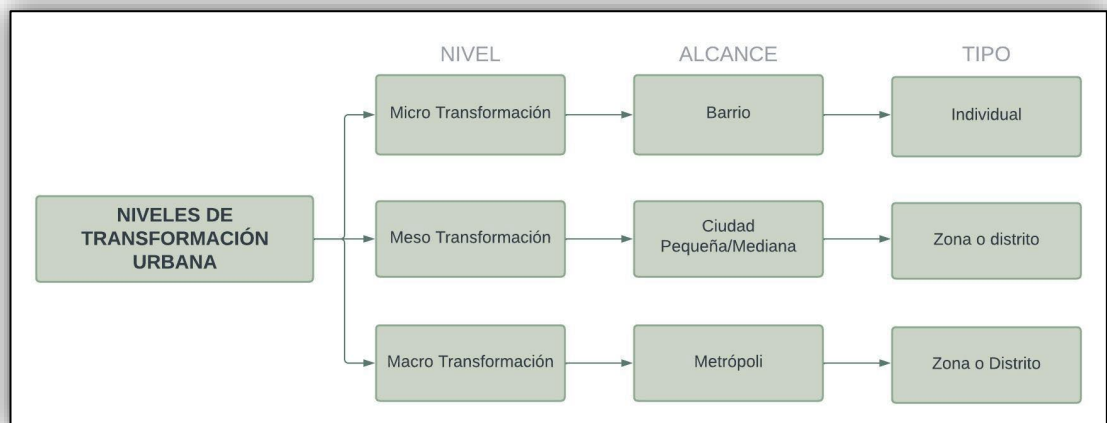 NIVEL
ALCANCE
TIPO
Micro Transformación
Barrio
Individual
NIVELES DE
TRANSFORMACIÓN
URBANA
Meso Transformación
Ciudad
Pequeña/Mediana
Zona o distrito
Macro Transformación
Metrópoli
Zona o Distrito